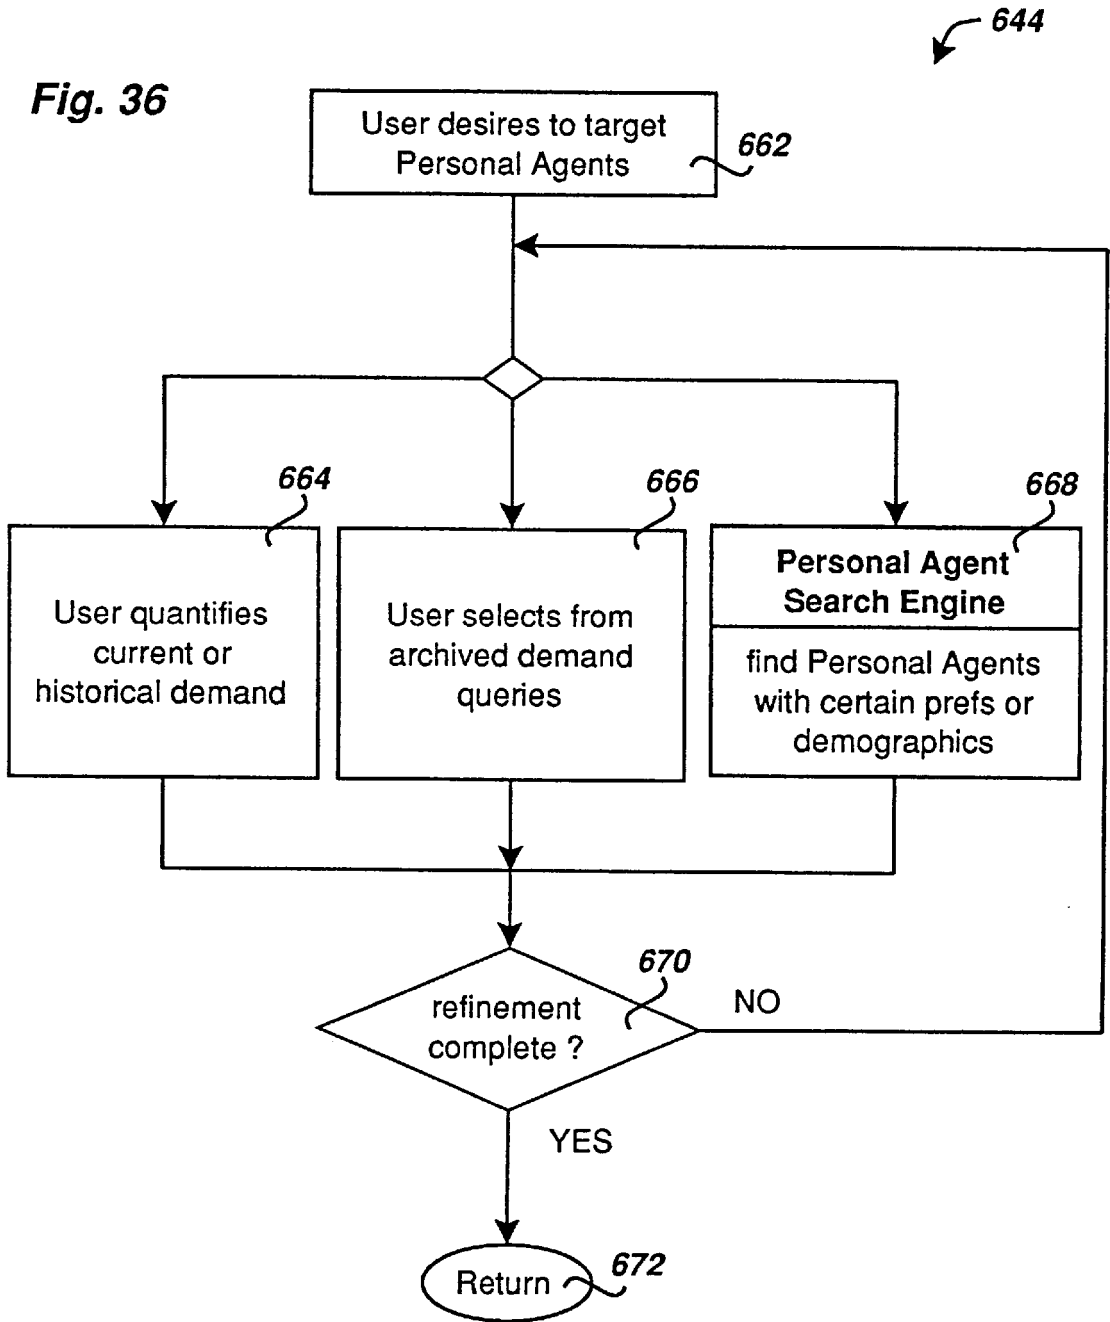 644
Fig. 36
User desires to target
Personal Agents
662
664
666
668
User quantifies
current or
historical demand
User selects from
archived demand
queries
Personal Agent
Search Engine
find Personal Agents
with certain prefs or
demographics
670
refinement
complete ?
NO
YES
Return
672